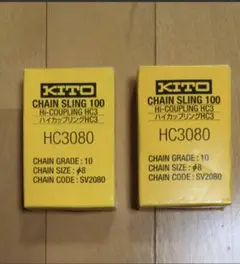 KITO
CHAIN SLING 100
Hi-COUPLING HC3
ハイカップリングHC3
HC3080
CHAIN GRADE : 10
CHAIN SIZE : φ8
CHAIN CODE : SV2080
KITO
CHAIN SLING 100
Hi-COUPLING HC3
ハイカップリングHC3
HC3080
CHAIN GRADE : 10
CHAIN SIZE : φ8
CHAIN CODE : SV2080